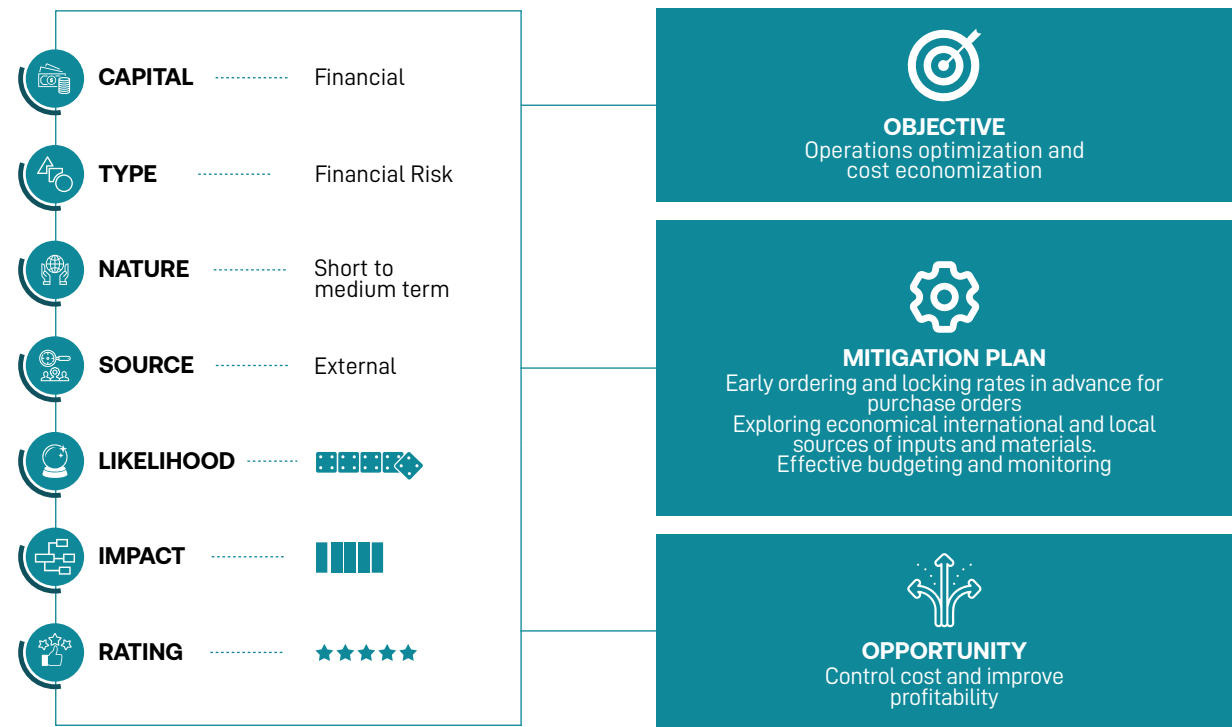 CAPITAL Financial
TYPE Financial Risk
NATURE Short to
medium term
SOURCE External
LIKELIHOOD
IMPACT
RATING
OBJECTIVE
Operations optimization and
cost economization
MITIGATION PLAN
Early ordering and locking rates in advance for
purchase orders
Exploring economical international and local
sources of inputs and materials.
Effective budgeting and monitoring
OPPORTUNITY
Control cost and improve
profitability